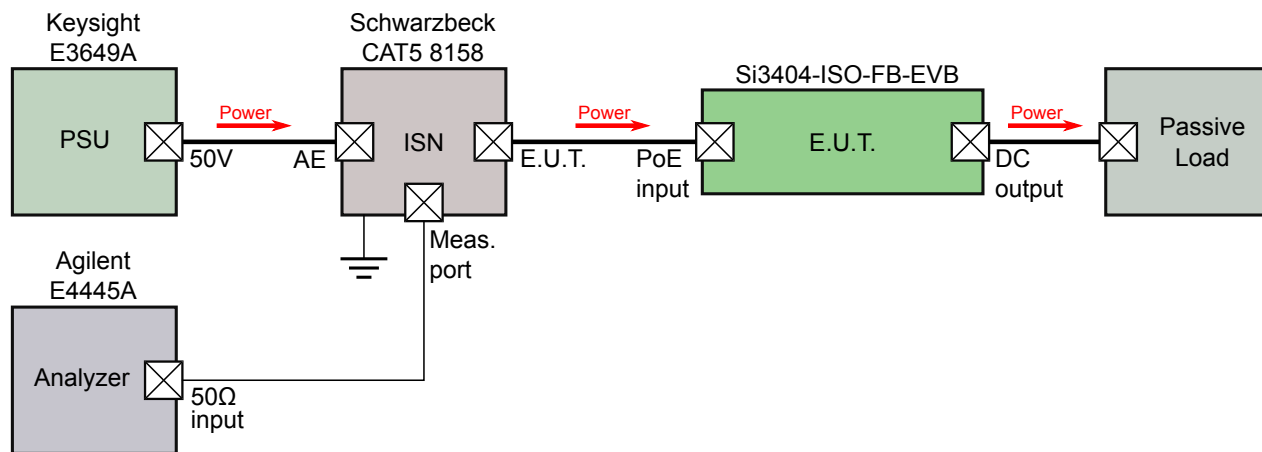 Keysight
E3649A
PSU
50V
Power
Schwarzbeck
CAT5 8158
AE
ISN
E.U.T.
Meas.
port
Power
Si3404-ISO-FB-EVB
PoE
input
E.U.T.
DC
output
Power
Passive
Load
Agilent
E4445A
Analyzer
50Ω
input